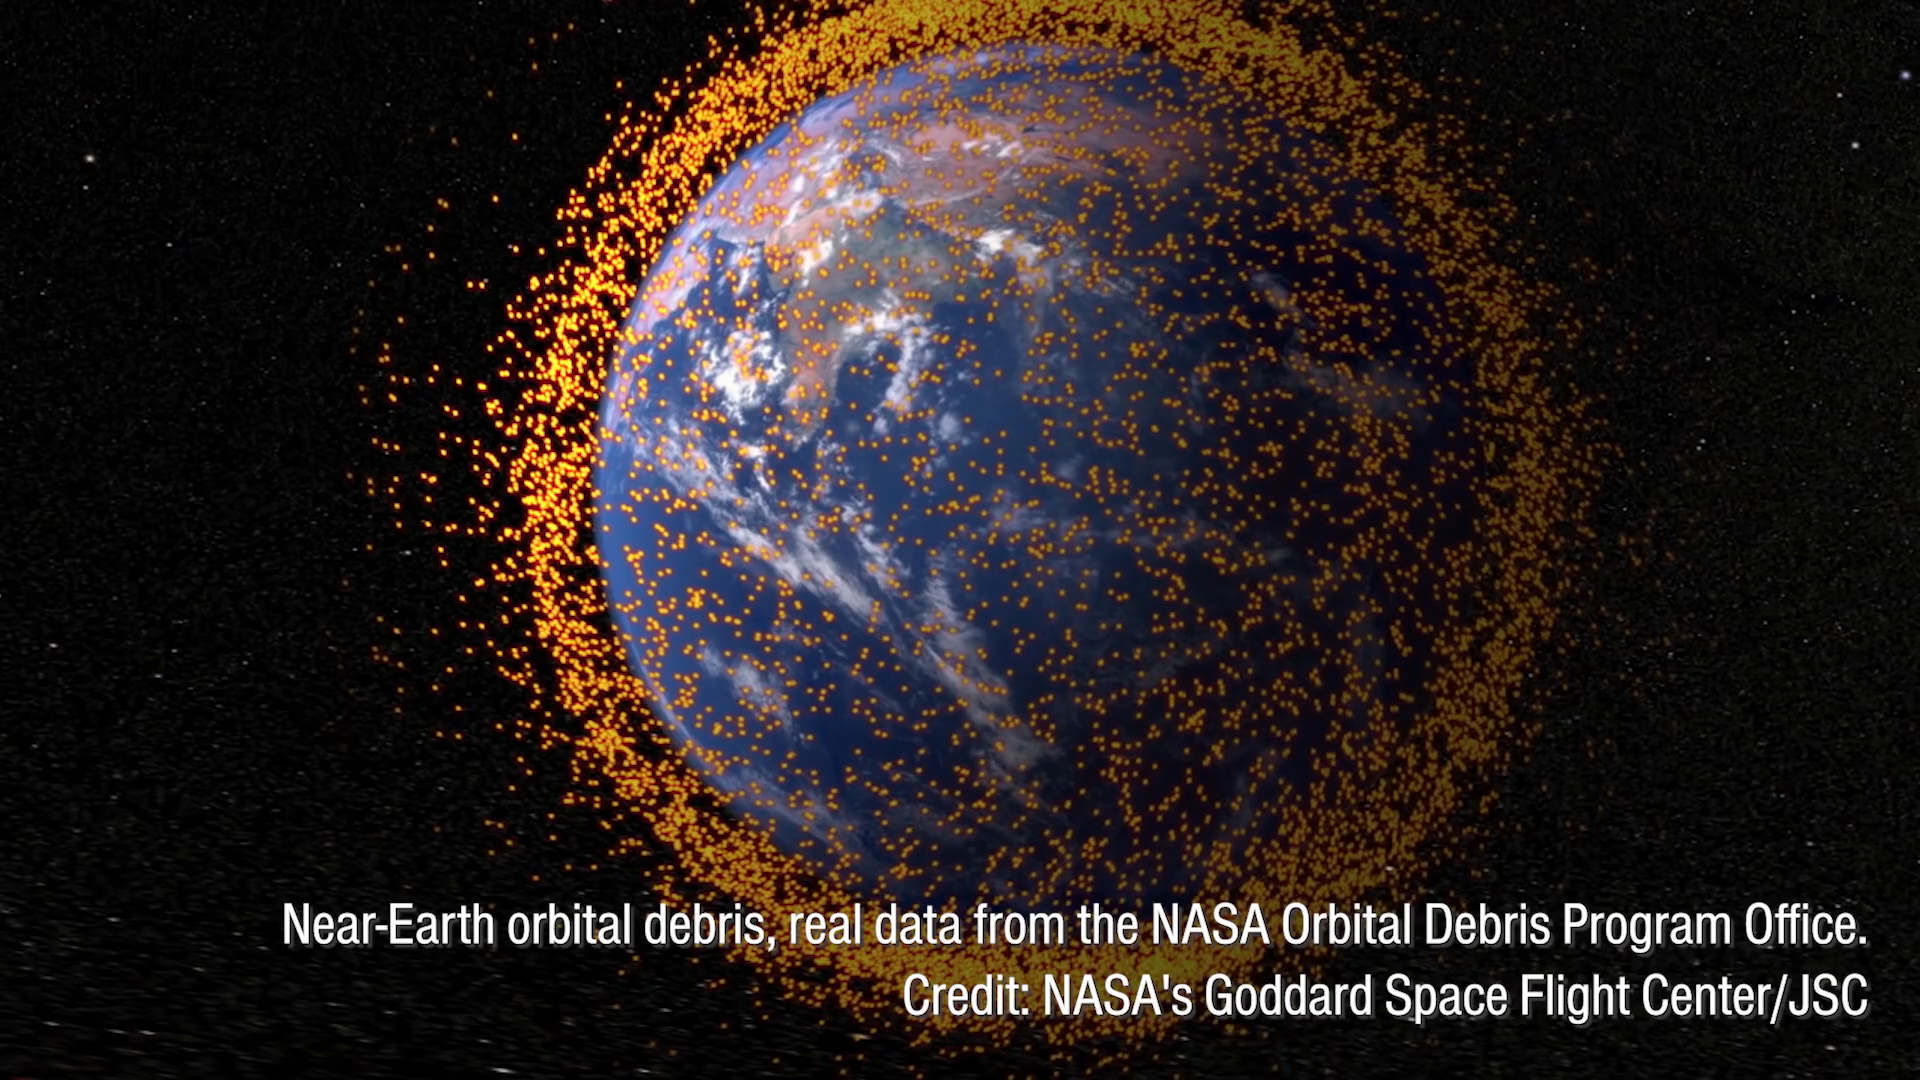 Near-Earth orbital debris, real data from the NASA Orbital Debris Program Office.
Credit: NASA's Goddard Space Flight Center/JSC